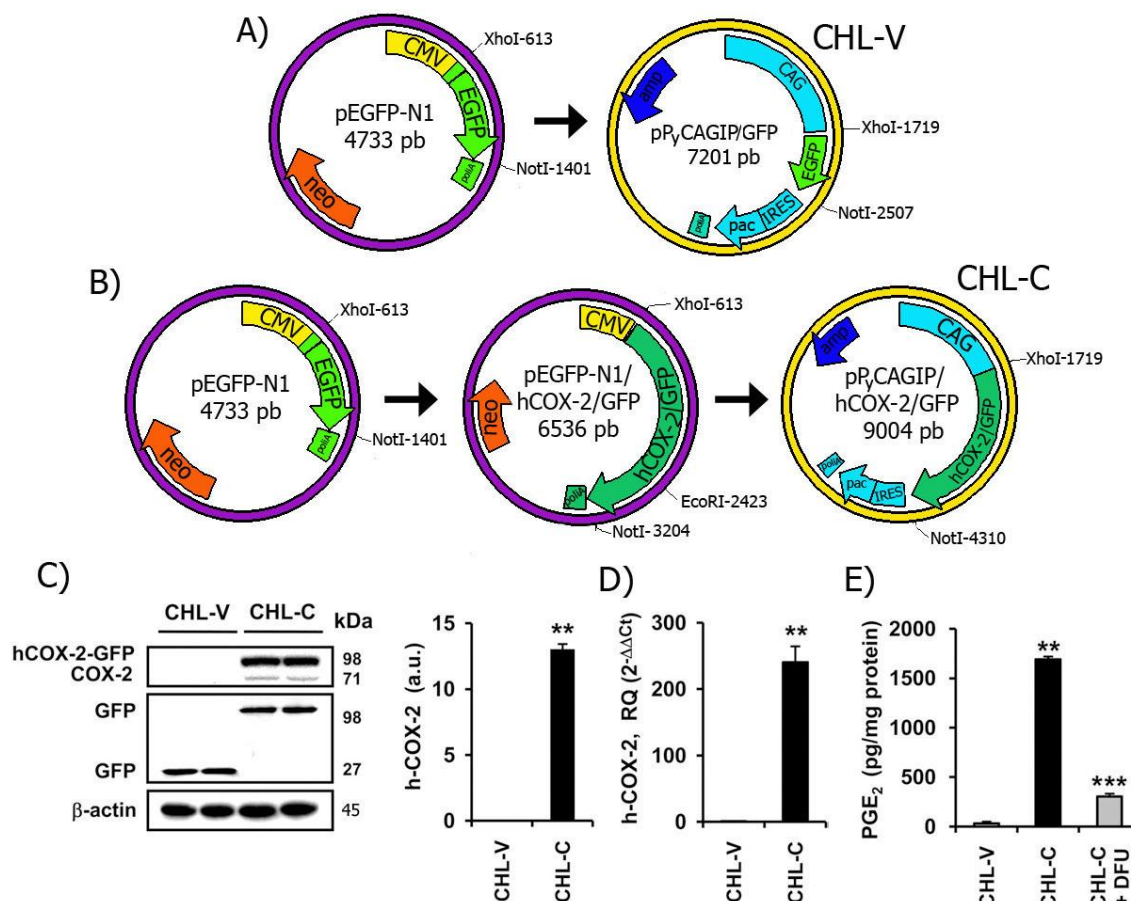 A)
CHL-V
pEGFP-N1
4733 pb
CMV
EGFP
poliA
neo
XhoI-613
NotI-1401
pPyCAGIP/GFP
7201 pb
amp
CAG
EGFP
IRES
pac
poliA
XhoI-1719
NotI-2507
B)
CHL-C
pEGFP-N1
4733 pb
CMV
EGFP
poliA
neo
XhoI-613
NotI-1401
pEGFP-N1/
hCOX-2/GFP
6536 pb
CMV
hCOX-2/GFP
poliA
neo
XhoI-613
EcoRI-2423
NotI-3204
pPyCAGIP/
hCOX-2/GFP
9004 pb
amp
CAG
hCOX-2/GFP
IRES
pac
poliA
XhoI-1719
NotI-4310
C)
CHL-V CHL-C kDa
hCOX-2-GFP 98
COX-2 71
GFP 98
GFP 27
β-actin 45
h-COX-2 (a.u.)
15
10
5
0
**
CHL-V
CHL-C
D)
h-COX-2, RQ (2-ΔΔCt)
300
200
100
0
**
CHL-V
CHL-C
E)
PGE2 (pg/mg protein)
2000
1500
1000
500
0
**
***
CHL-V
CHL-C
CHL-C
+ DFU